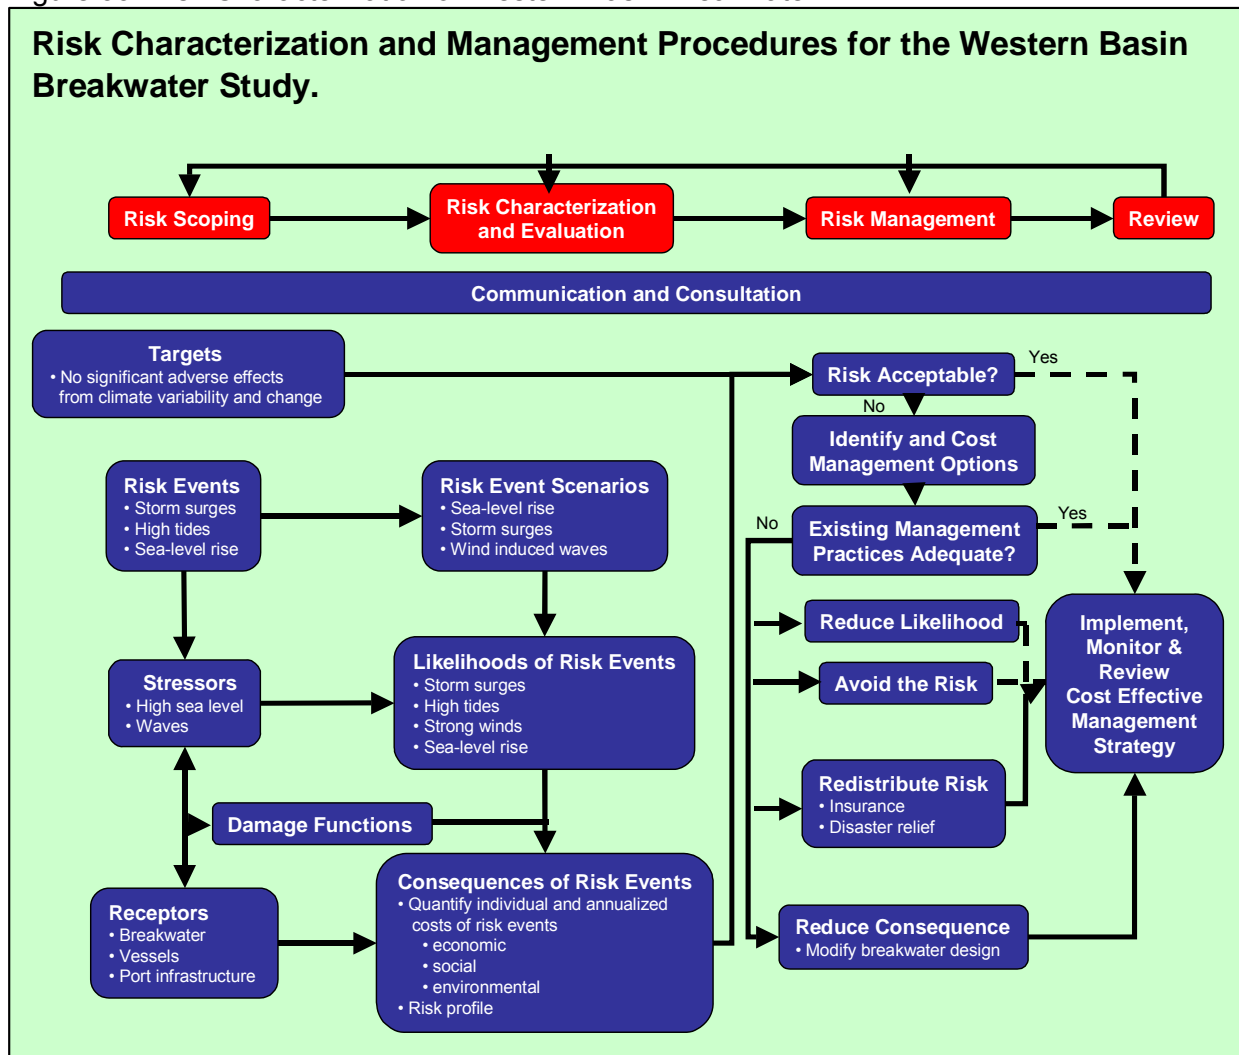 Risk Characterization and Management Procedures for the Western Basin
Breakwater Study.
Risk Scoping
Risk Characterization
and Evaluation
Risk Management
Review
Communication and Consultation
Targets
• No significant adverse effects
from climate variability and change
Risk Acceptable?
Yes
No
Identify and Cost
Management Options
Risk Events
• Storm surges
• High tides
• Sea-level rise
Risk Event Scenarios
• Sea-level rise
• Storm surges
• Wind induced waves
No
Existing Management
Practices Adequate?
Yes
Stressors
• High sea level
• Waves
Likelihoods of Risk Events
• Storm surges
• High tides
• Strong winds
• Sea-level rise
Reduce Likelihood
Avoid the Risk
Implement,
Monitor &
Review
Cost Effective
Management
Strategy
Redistribute Risk
• Insurance
• Disaster relief
Damage Functions
Receptors
• Breakwater
• Vessels
• Port infrastructure
Consequences of Risk Events
• Quantify individual and annualized
costs of risk events
• economic
• social
• environmental
• Risk profile
Reduce Consequence
• Modify breakwater design